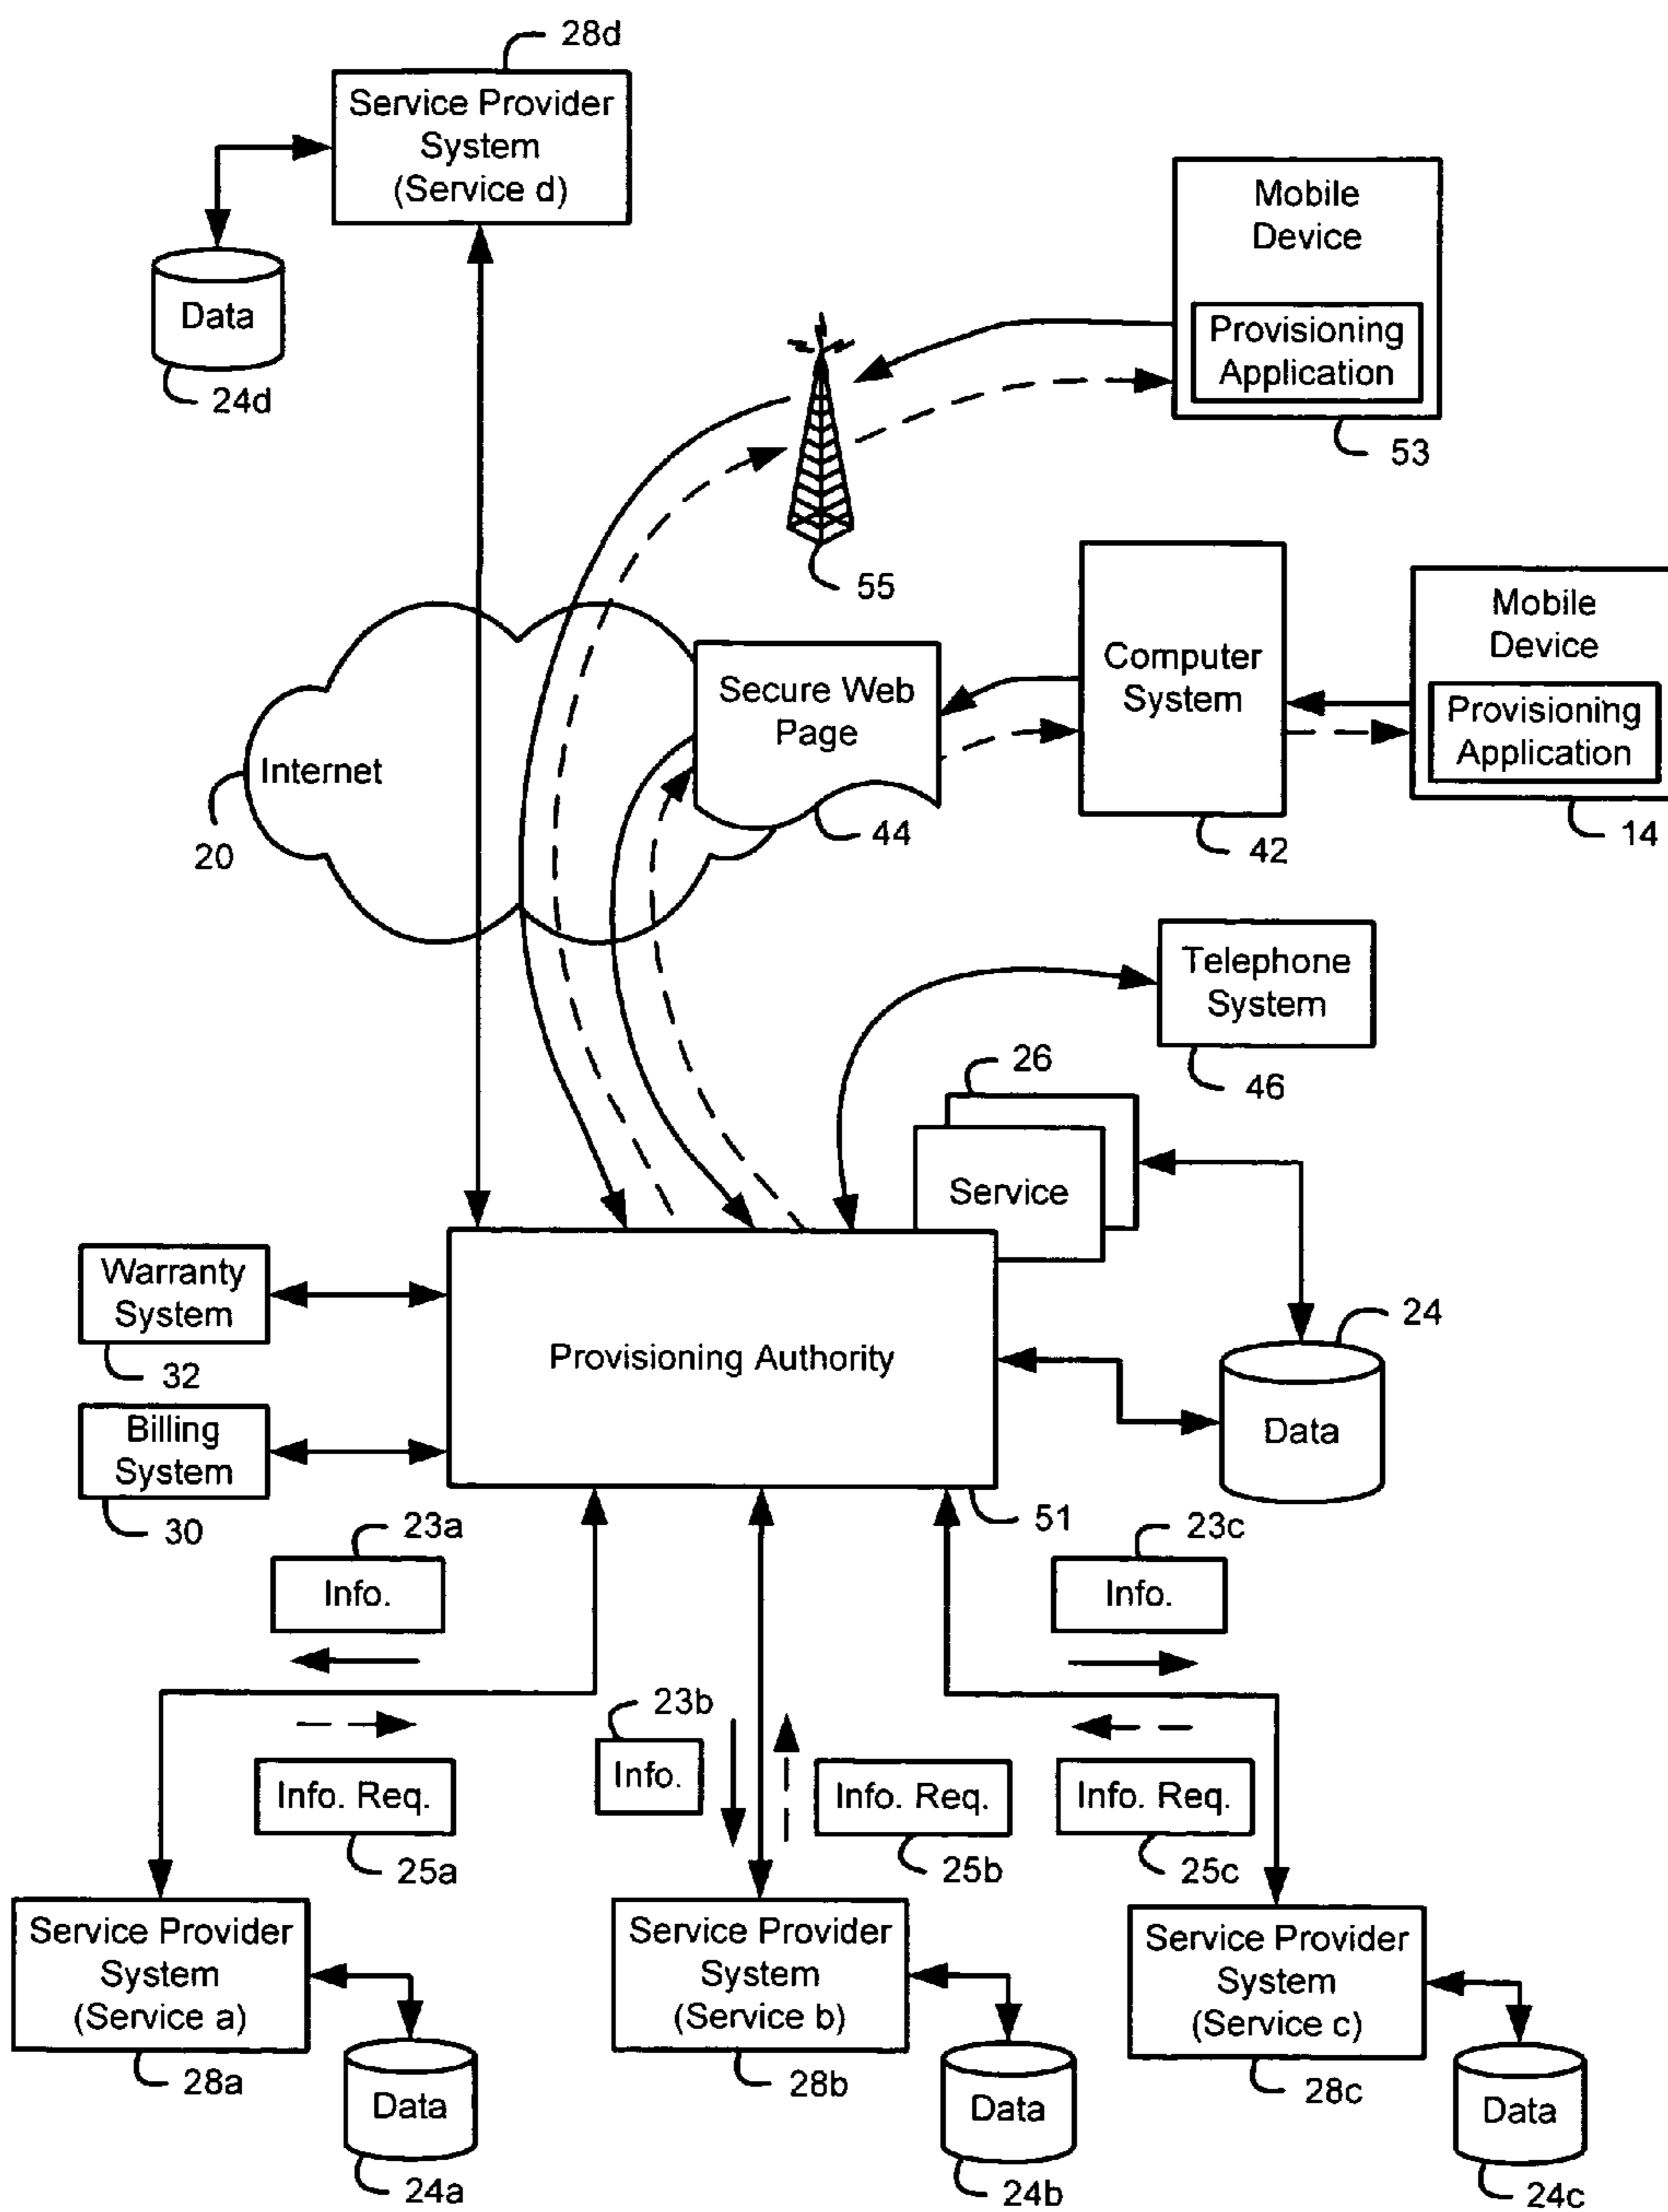 28d
Service Provider
System
(Service d)
Data
24d
Mobile
Device
Provisioning
Application
53
55
Mobile
Device
Provisioning
Application
14
Computer
System
42
Secure Web
Page
44
Internet
20
Telephone
System
46
26
Service
Warranty
System
32
Provisioning Authority
51
24
Data
Billing
System
30
23a
Info.
23c
Info.
23b
Info.
Info. Req.
25a
Info. Req.
25b
Info. Req.
25c
Service Provider
System
(Service a)
28a
Data
24a
Service Provider
System
(Service b)
28b
Data
24b
Service Provider
System
(Service c)
28c
Data
24c